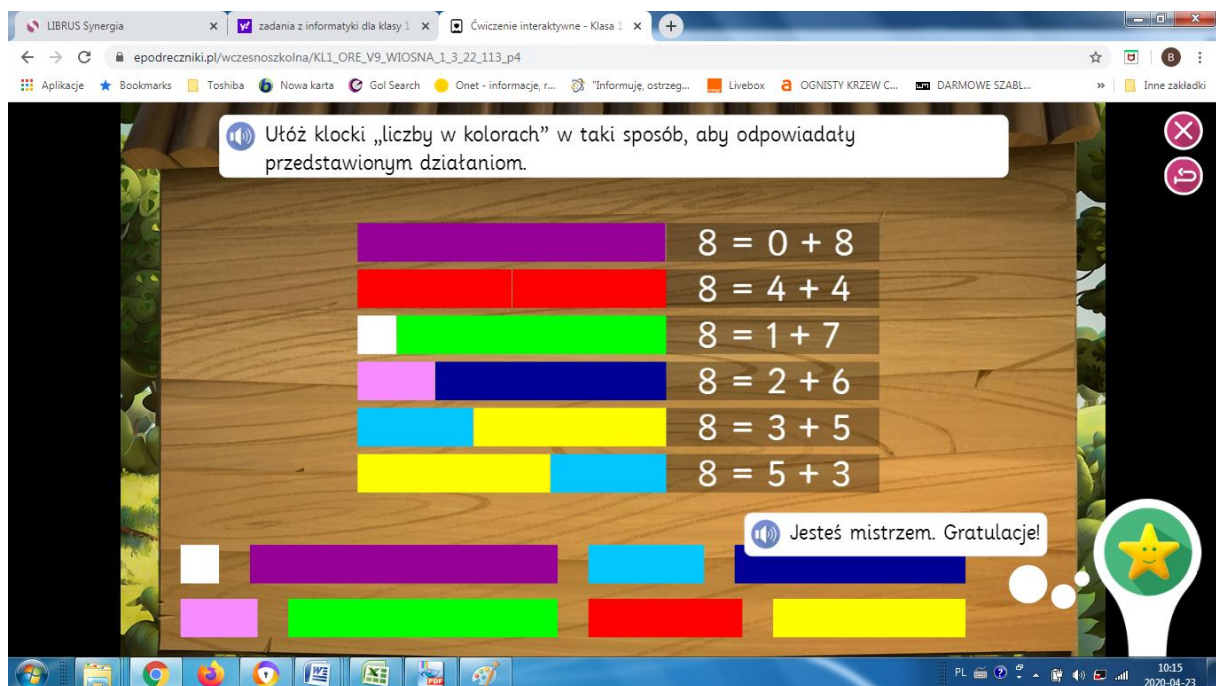 LIBRUS Synergia
zadania z informatyki dla klasy 1
Ćwiczenie interaktywne - Klasa 1
epodreczniki.pl/wczesnoszkolna/KL1_ORE_V9_WIOSNA_1_3_22_113_p4
B
Aplikacje Bookmarks Toshiba Nowa karta Gol Search Onet - informacje, r... "Informuję, ostrzeg... Livebox OGNISTY KRZEW C... DARMOWE SZABL... » Inne zakładki
Ułóż klocki „liczby w kolorach” w taki sposób, aby odpowiadały
przedstawionym działaniom.
8 = 0 + 8
8 = 4 + 4
8 = 1 + 7
8 = 2 + 6
8 = 3 + 5
8 = 5 + 3
Jesteś mistrzem. Gratulacje!
PL
10:15
2020-04-23